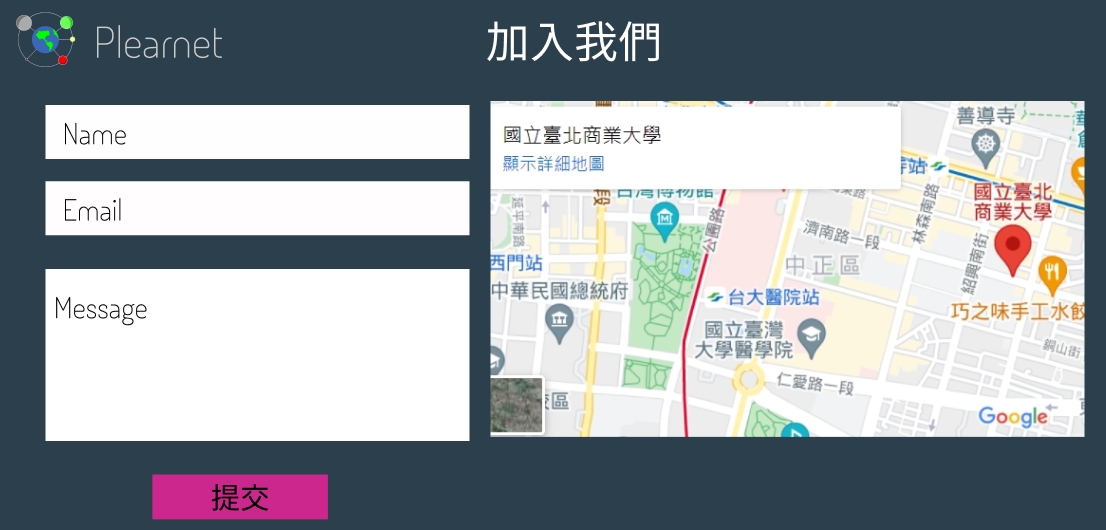 Plearnet
加入我們
Name
Email
Message
提交
國立臺北商業大學
顯示詳細地圖
善導寺
台灣博物館
公園路
林森南路
濟南路一段
國立臺北
商業大學
紹興南街
中正區
西門站
中華民國總統府
台大醫院站
國立臺灣
大學醫學院
巧之味手工水餃
銅山街
仁愛路一段
Google